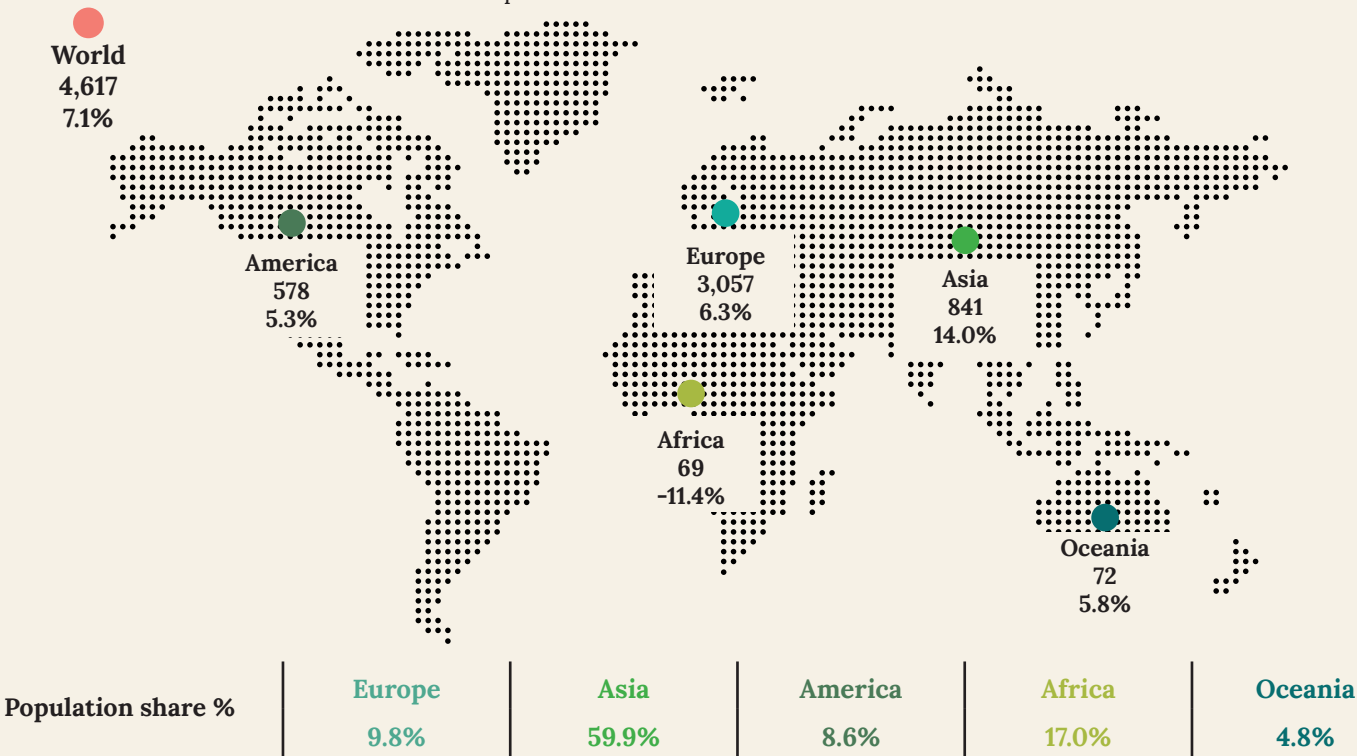 World
4,617
7.1%
America
578
5.3%
Europe
3,057
6.3%
Asia
841
14.0%
Africa
69
-11.4%
Oceania
72
5.8%
Population share %
Europe
Asia
America
Africa
Oceania
9.8%
59.9%
8.6%
17.0%
4.8%